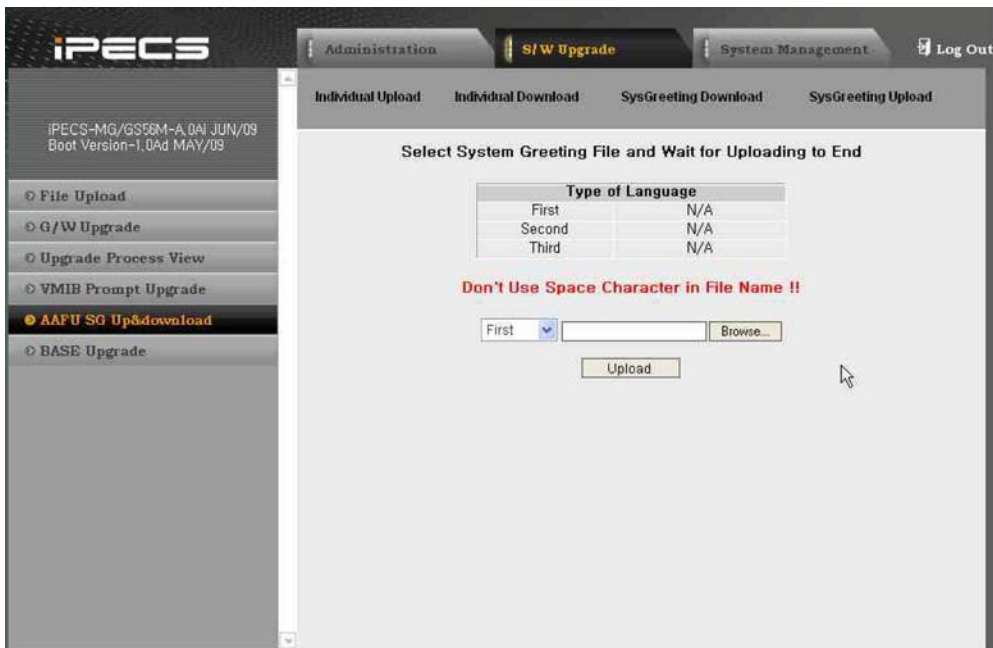 iPECS
Administration
S/W Upgrade
System Management
Log Out
Individual Upload
Individual Download
SysGreeting Download
SysGreeting Upload
iPECS-MG/GS56M-A,0Ai JUN/09
Boot Version-1,0Ad MAY/09
File Upload
G/W Upgrade
Upgrade Process View
VMIB Prompt Upgrade
AAFU SG Up&download
BASE Upgrade
Select System Greeting File and Wait for Uploading to End
Type of Language
First N/A
Second N/A
Third N/A
Don't Use Space Character in File Name !!
First
Browse...
Upload